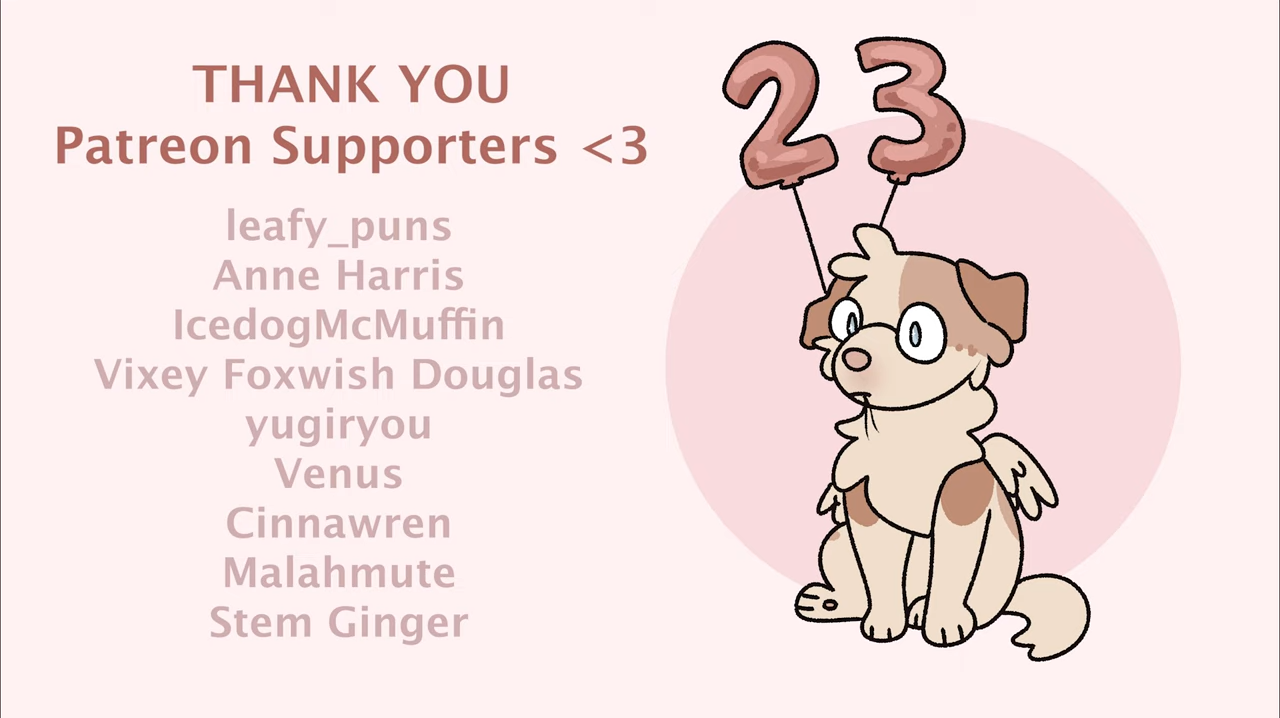 THANK YOU
Patreon Supporters <3
leafy_puns
Anne Harris
IcedogMcMuffin
Vixey Foxwish Douglas
yugiryou
Venus
Cinnawren
Malahmute
Stem Ginger
23